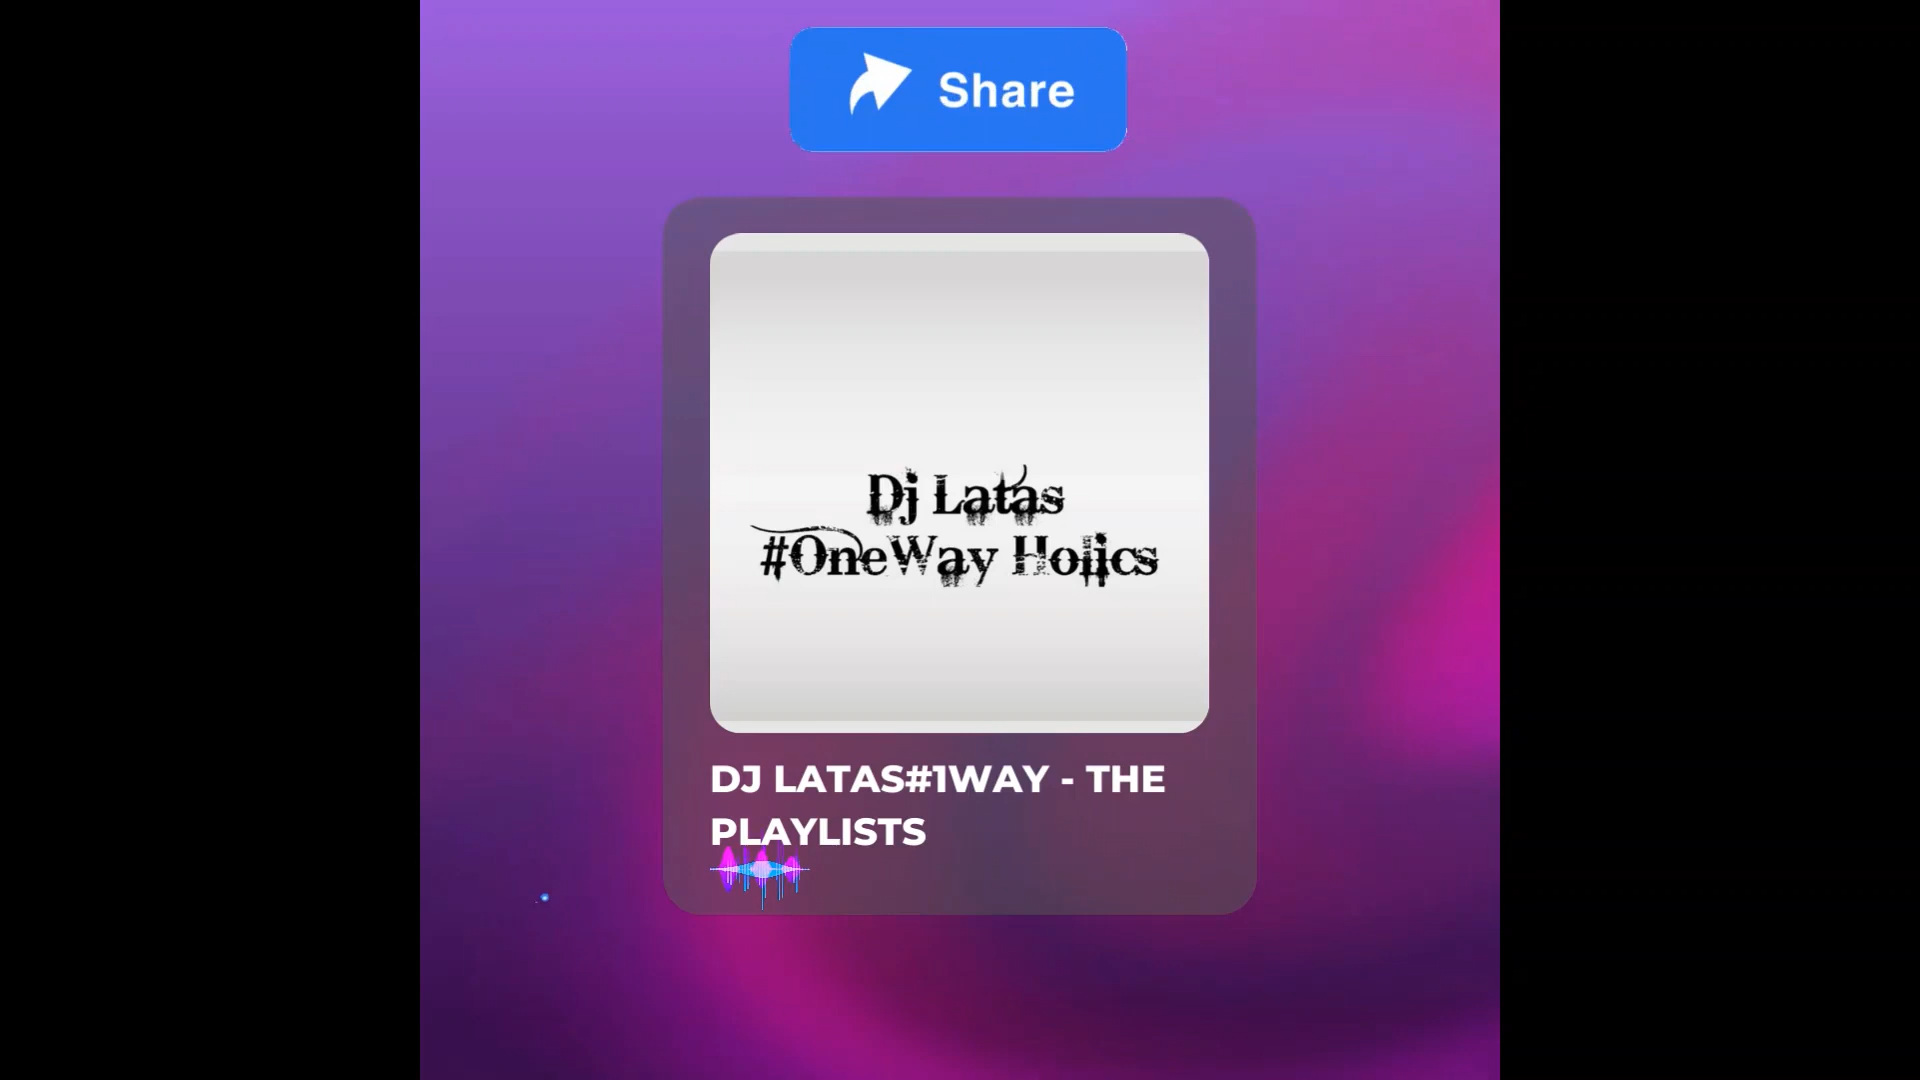 Share
Dj Latas
#OneWay Holics
DJ LATAS#1WAY - THE
PLAYLISTS